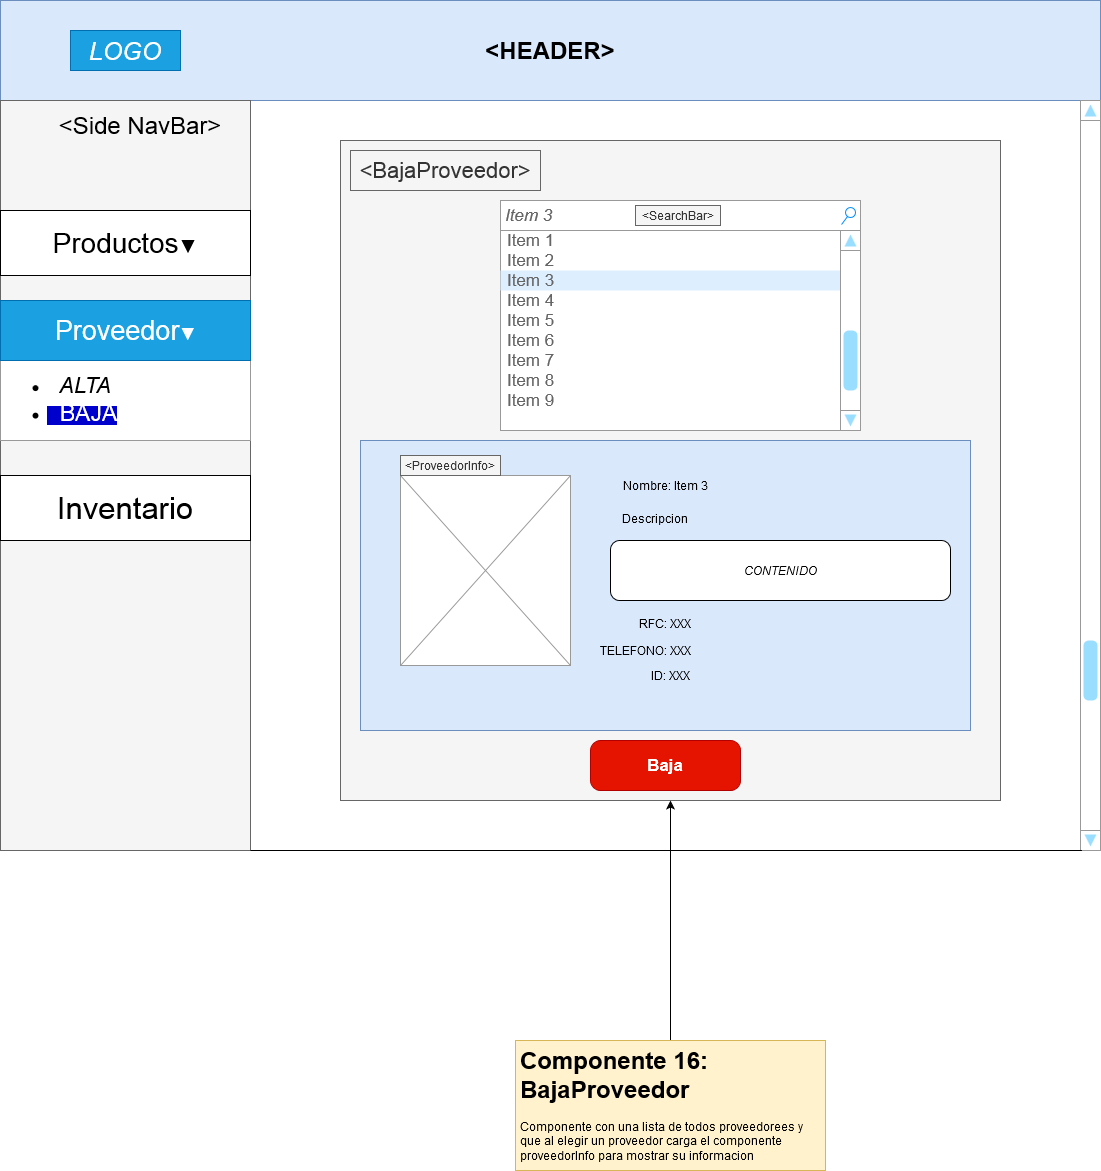 LOGO
<HEADER>
<Side NavBar>
Productos▼
Proveedor▼
ALTA
BAJA
Inventario
<BajaProveedor>
Item 3
<SearchBar>
Item 1
Item 2
Item 3
Item 4
Item 5
Item 6
Item 7
Item 8
Item 9
<ProveedorInfo>
Nombre: Item 3
Descripcion
CONTENIDO
RFC: XXX
TELEFONO: XXX
ID: XXX
Baja
Componente 16:
BajaProveedor
Componente con una lista de todos proveedorees y
que al elegir un proveedor carga el componente
proveedorInfo para mostrar su informacion